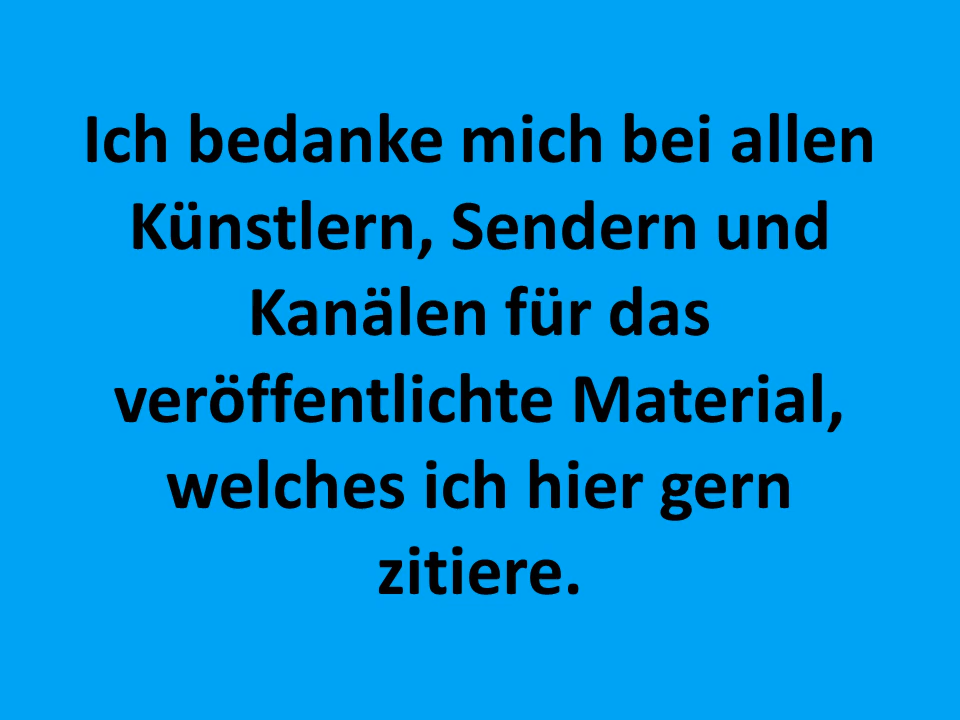 Ich bedanke mich bei allen
Künstlern, Sendern und
Kanälen für das
veröffentlichte Material,
welches ich hier gern
zitiere.